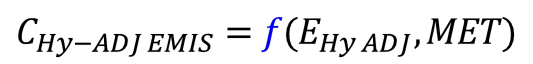 C_{Hy-ADJ EMIS} = f(E_{Hy ADJ}, MET)